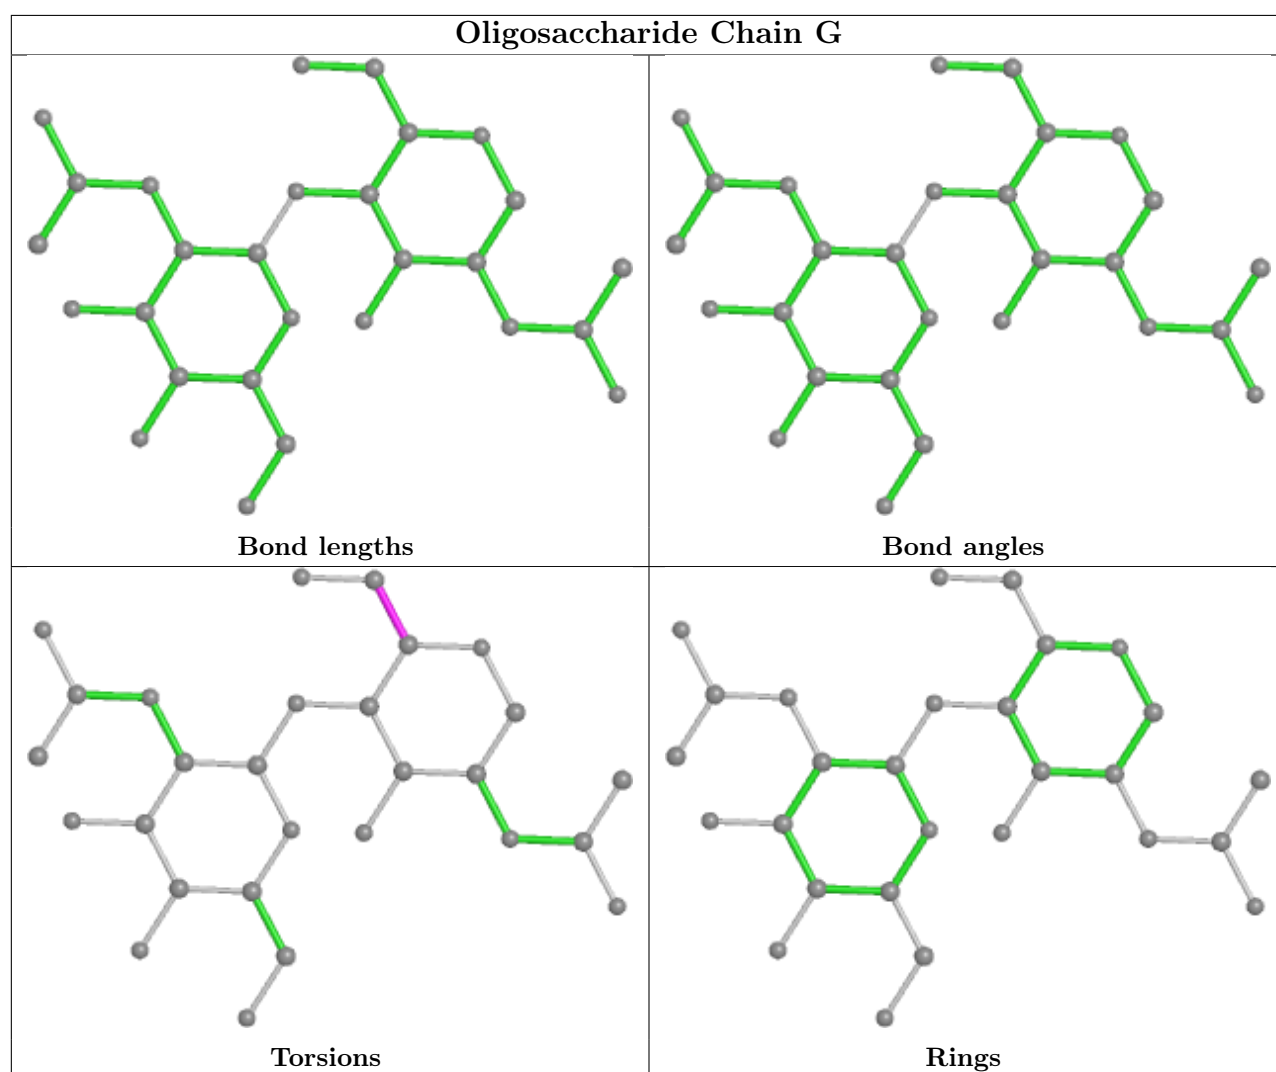 Oligosaccharide Chain G
Bond lengths
Bond angles
Torsions
Rings